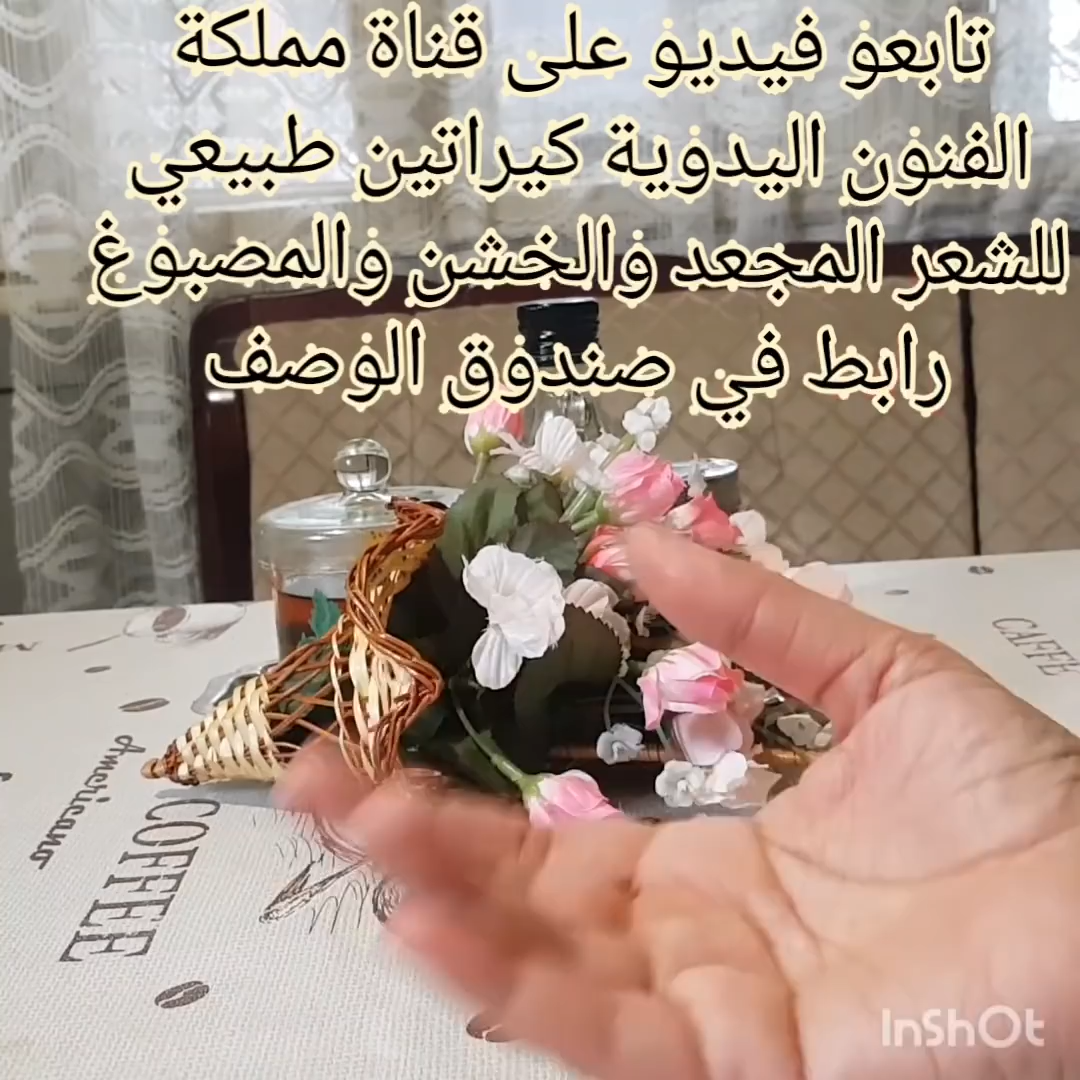 تابعو فيديو على قناة مملكة
الفنون اليدوية كيراتين طبيعي
للشعر المجعد والخشن والمصبوغ
رابط في صندوق الوصف
CAFFE
Americano
COFFEE
InShOt